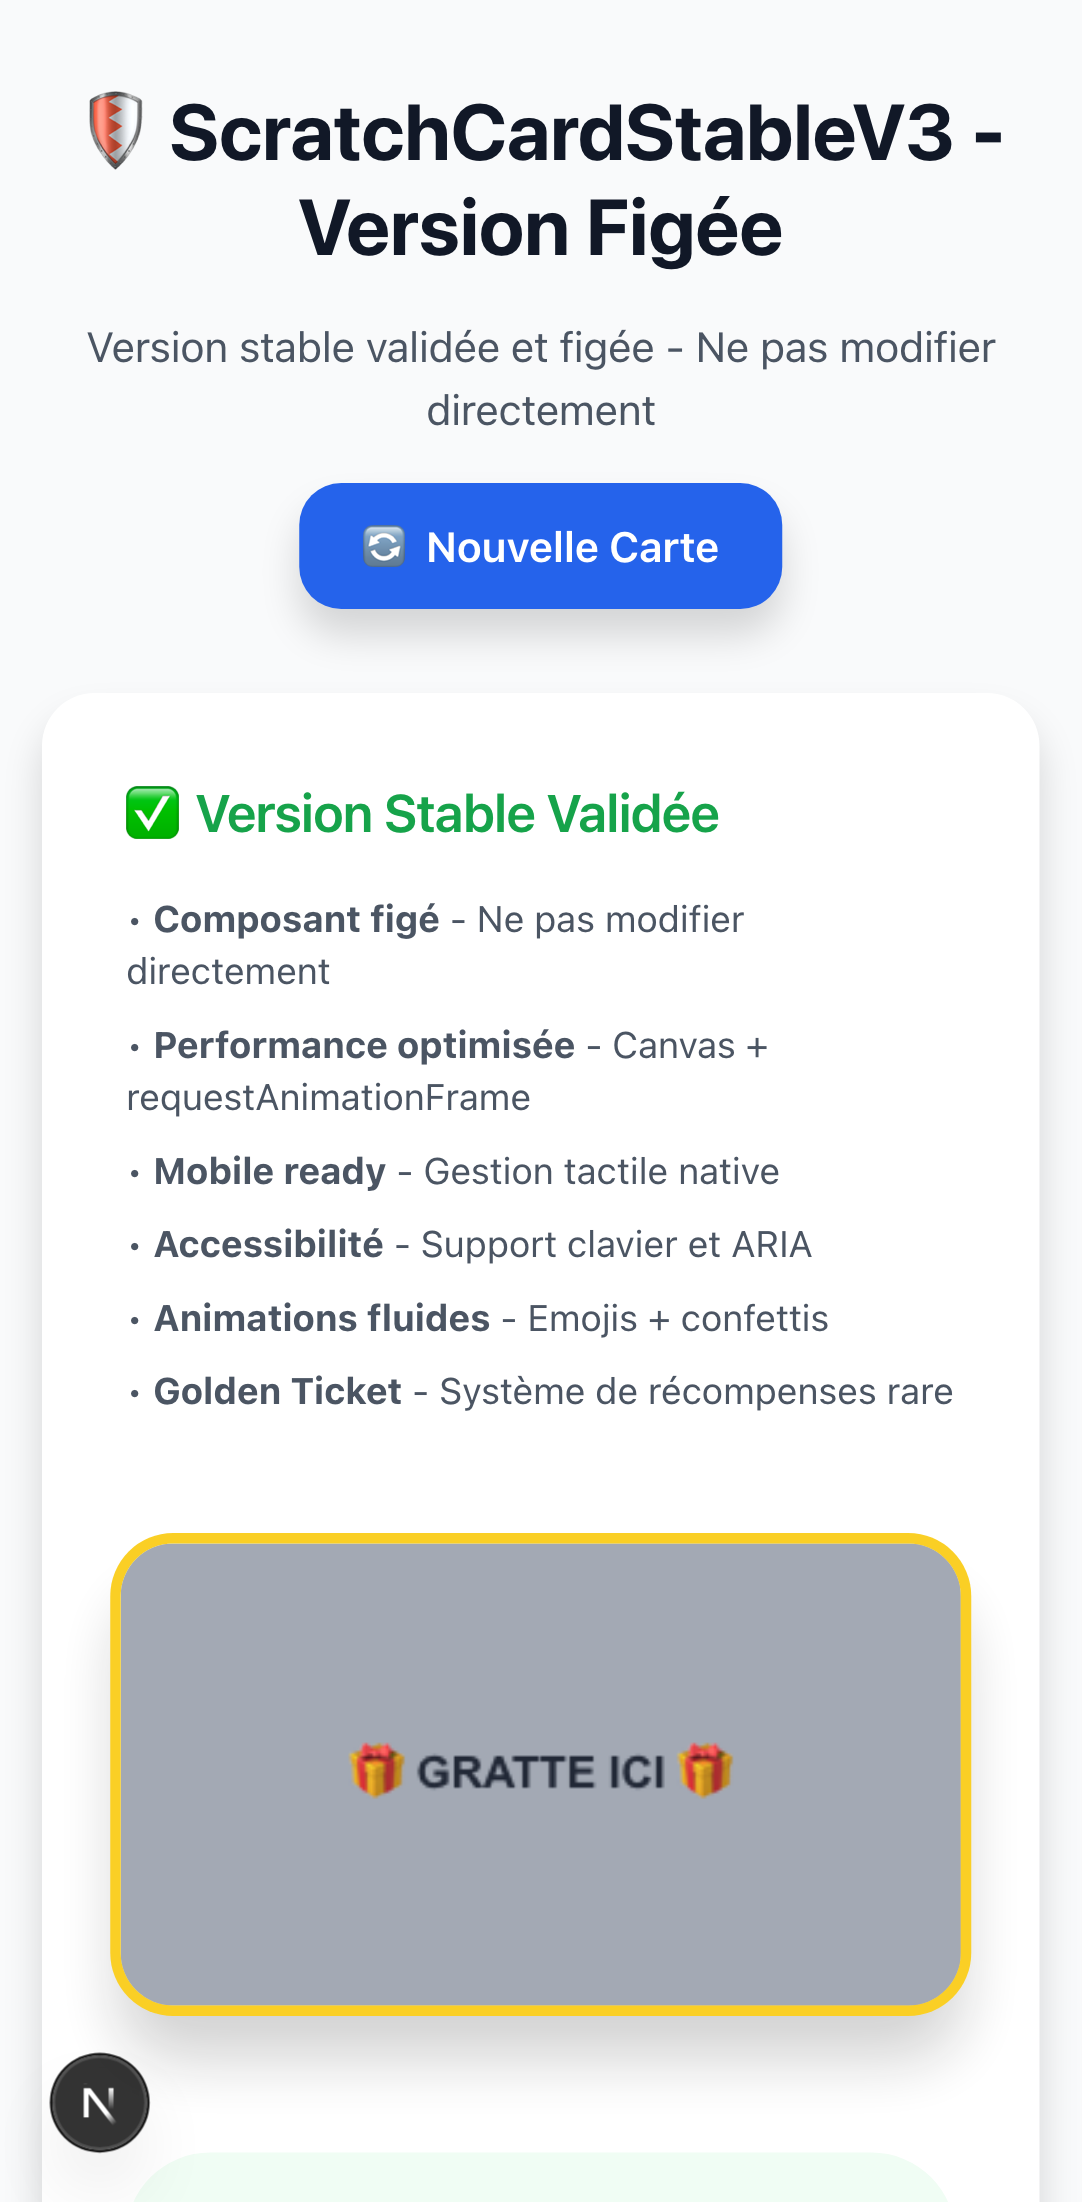 🛡️ ScratchCardStableV3 -
Version Figée
Version stable validée et figée - Ne pas modifier
directement
🔄 Nouvelle Carte
✅ Version Stable Validée
• Composant figé - Ne pas modifier
directement
• Performance optimisée - Canvas +
requestAnimationFrame
• Mobile ready - Gestion tactile native
• Accessibilité - Support clavier et ARIA
• Animations fluides - Emojis + confettis
• Golden Ticket - Système de récompenses rare
🎁 GRATTE ICI 🎁
N